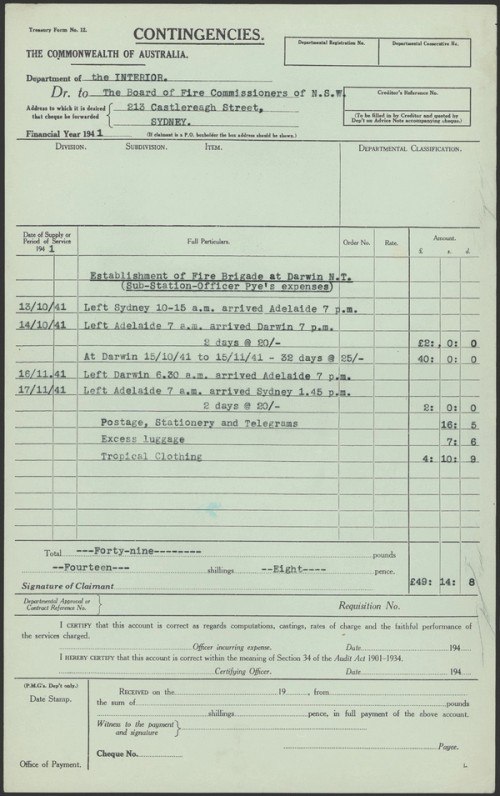 Treasury Form No. 12.
CONTINGENCIES.
THE COMMONWEALTH OF AUSTRALIA.
Departmental Registration No.
Departmental Consecutive No.
Department of the INTERIOR.
Dr. to The Board of Fire Commissioners of N.S.W.
Creditor's Reference No.
Address to which it is desired that cheque be forwarded
213 Castlereagh Street,
SYDNEY.
(To be filled in by Creditor and quoted by Dep't on Advice Note accompanying cheque.)
Financial Year 1941
(If claimant is a P.O. boxholder the box address should be shown.)
DIVISION. SUBDIVISION. ITEM. DEPARTMENTAL CLASSIFICATION.
Date of Supply or Period of Service 194 1
Full Particulars.
Order No.
Rate.
Amount.
£ s. d.
Establishment of Fire Brigade at Darwin N.T.
(Sub-Station-Officer Pye's expenses)
13/10/41 Left Sydney 10-15 a.m. arrived Adelaide 7 p.m.
14/10/41 Left Adelaide 7 a.m. arrived Darwin 7 p.m.
2 days @ 20/- £2: 0: 0
At Darwin 15/10/41 to 15/11/41 - 32 days @ 25/- 40: 0: 0
16/11.41 Left Darwin 6.30 a.m. arrived Adelaide 7 p.m.
17/11/41 Left Adelaide 7 a.m. arrived Sydney 1.45 p.m.
2 days @ 20/- 2: 0: 0
Postage, Stationery and Telegrams 16: 5
Excess luggage 7: 6
Tropical Clothing 4: 10: 9
Total ---Forty-nine-------- pounds
--Fourteen--- shillings --Eight---- pence.
£49: 14: 8
Signature of Claimant
Departmental Approval or Contract Reference No.
Requisition No.
I CERTIFY that this account is correct as regards computations, castings, rates of charge and the faithful performance of
the services charged.
Officer incurring expense. Date 194
I HEREBY CERTIFY that this account is correct within the meaning of Section 34 of the Audit Act 1901-1934.
Certifying Officer. Date 194
(P.M.G's. Dep't only.)
Date Stamp.
RECEIVED on the 19 , from
the sum of pounds
shillings pence, in full payment of the above account.
Witness to the payment and signature
Payee.
Cheque No.
Office of Payment.
L.